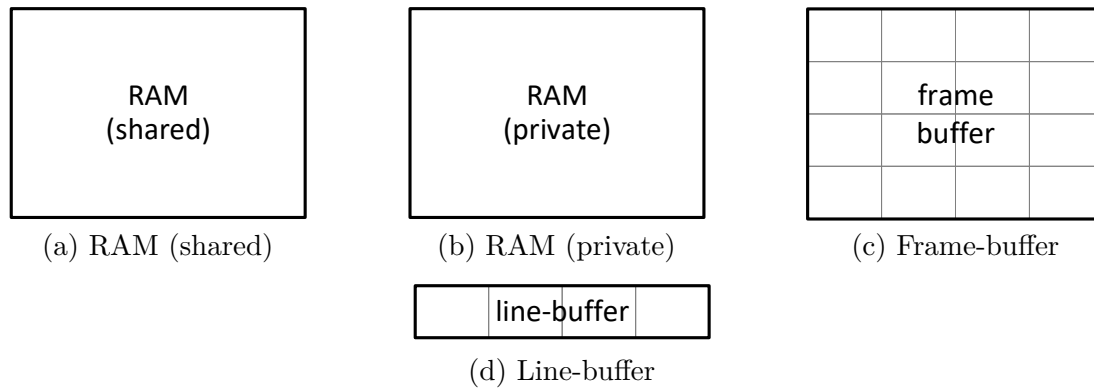 RAM
(shared)
RAM
(private)
frame
buffer
(a) RAM (shared)
(b) RAM (private)
(c) Frame-buffer
line-buffer
(d) Line-buffer